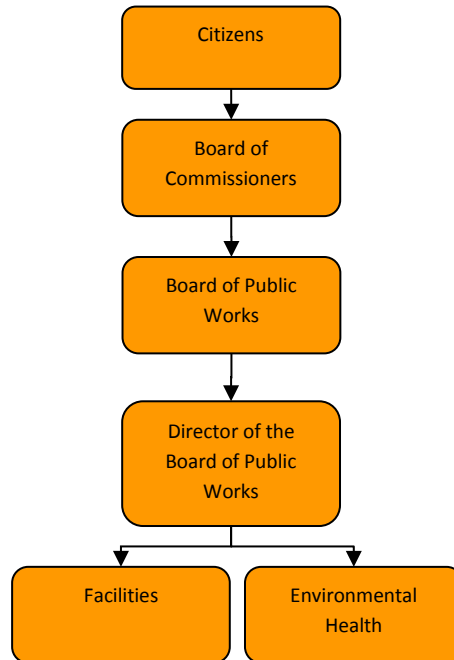 Citizens
Board of
Commissioners
Board of Public
Works
Director of the
Board of Public
Works
Facilities
Environmental
Health